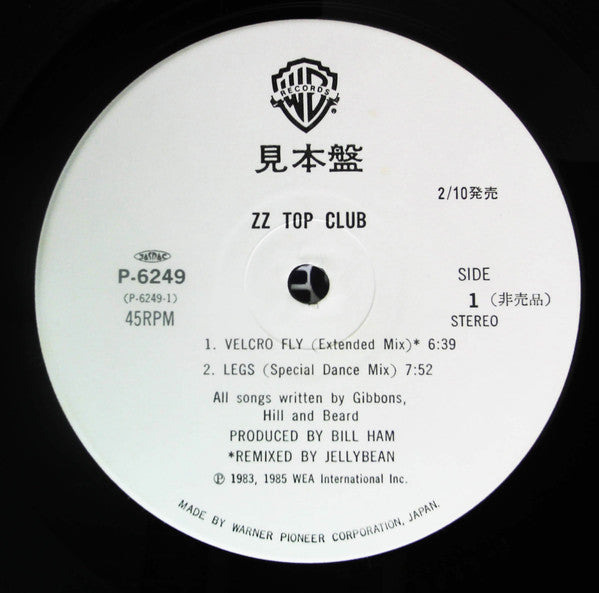 WB
RECORDS
®
見本盤
2/10発売
ZZ TOP CLUB
JASRAC
P-6249
(P-6249-1)
45RPM
SIDE
1 (非売品)
STEREO
1. VELCRO FLY (Extended Mix)* 6:39
2. LEGS (Special Dance Mix) 7:52
All songs written by Gibbons,
Hill and Beard
PRODUCED BY BILL HAM
*REMIXED BY JELLYBEAN
Ⓟ 1983, 1985 WEA International Inc.
MADE BY WARNER PIONEER CORPORATION, JAPAN.